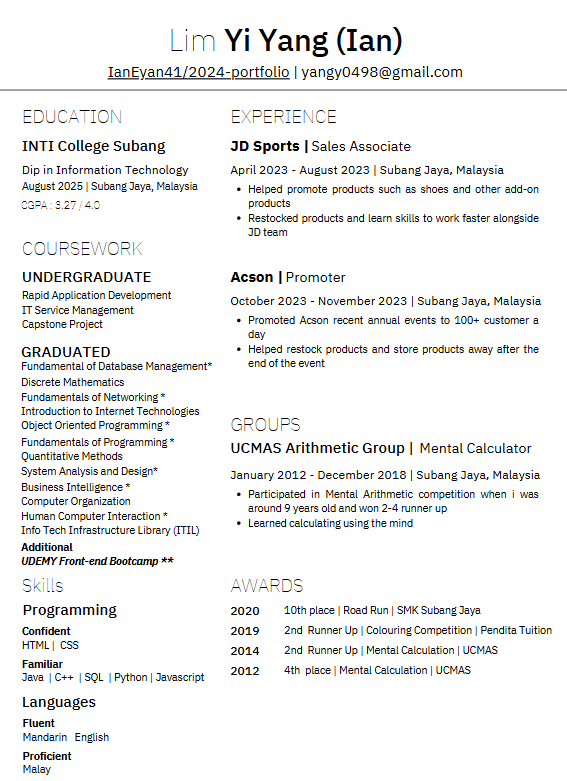 Lim Yi Yang (Ian)
IanEyan41/2024-portfolio | yangy0498@gmail.com
EDUCATION
INTI College Subang
Dip in Information Technology
August 2025 | Subang Jaya, Malaysia
CGPA : 3.27 / 4.0
COURSEWORK
UNDERGRADUATE
Rapid Application Development
IT Service Management
Capstone Project
GRADUATED
Fundamental of Database Management*
Discrete Mathematics
Fundamentals of Networking *
Introduction to Internet Technologies
Object Oriented Programming *
Fundamentals of Programming *
Quantitative Methods
System Analysis and Design*
Business Intelligence *
Computer Organization
Human Computer Interaction *
Info Tech Infrastructure Library (ITIL)
Additional
UDEMY Front-end Bootcamp **
Skills
Programming
Confident
HTML | CSS
Familiar
Java | C++ | SQL | Python | Javascript
Languages
Fluent
Mandarin English
Proficient
Malay
EXPERIENCE
JD Sports | Sales Associate
April 2023 - August 2023 | Subang Jaya, Malaysia
• Helped promote products such as shoes and other add-on
products
• Restocked products and learn skills to work faster alongside
JD team
Acson | Promoter
October 2023 - November 2023 | Subang Jaya, Malaysia
• Promoted Acson recent annual events to 100+ customer a
day
• Helped restock products and store products away after the
end of the event
GROUPS
UCMAS Arithmetic Group | Mental Calculator
January 2012 - December 2018 | Subang Jaya, Malaysia
• Participated in Mental Arithmetic competition when i was
around 9 years old and won 2-4 runner up
• Learned calculating using the mind
AWARDS
2020 10th place | Road Run | SMK Subang Jaya
2019 2nd Runner Up | Colouring Competition | Pendita Tuition
2014 2nd Runner Up | Mental Calculation | UCMAS
2012 4th place | Mental Calculation | UCMAS